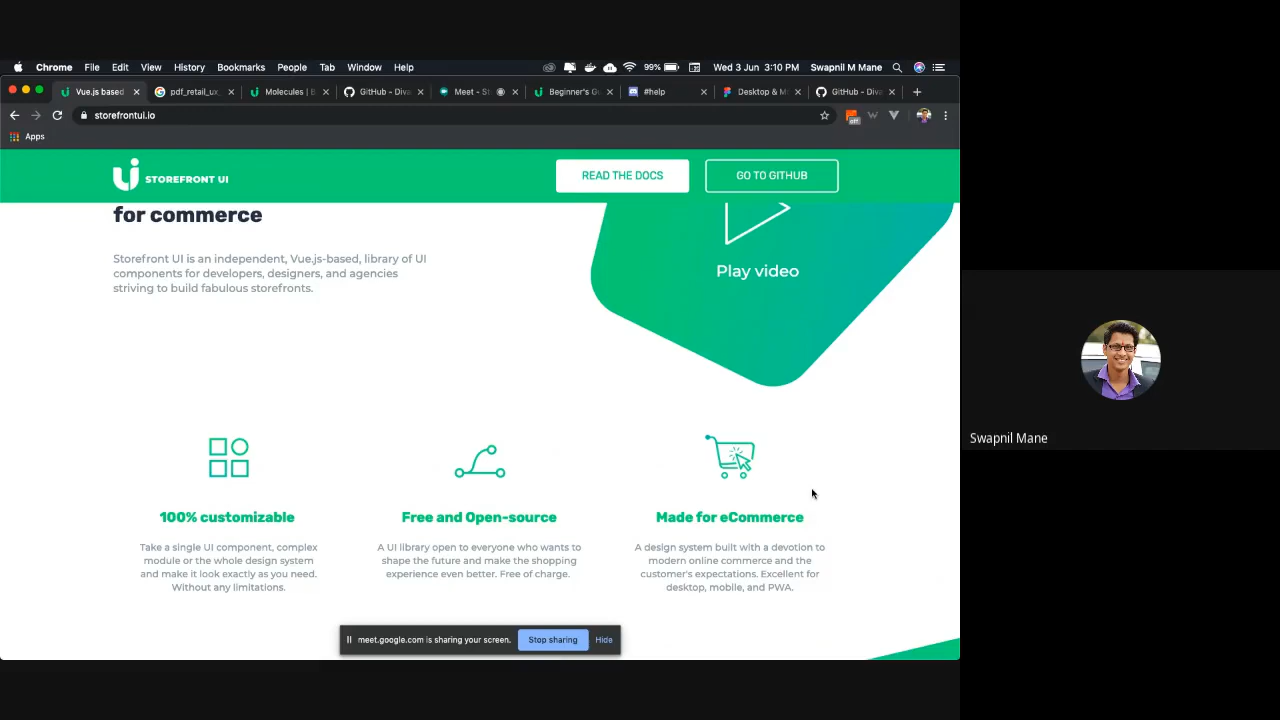 Chrome File Edit View History Bookmarks People Tab Window Help 99% Wed 3 Jun 3:10 PM Swapnil M Mane
Vue.js based pdf_retail_ux_ Molecules | B GitHub - Diva Meet - St Beginner's Gu #help Desktop & M GitHub - Div
storefrontui.io
Apps
STOREFRONT UI
READ THE DOCS
GO TO GITHUB
for commerce
Storefront UI is an independent, Vue.js-based, library of UI
components for developers, designers, and agencies
striving to build fabulous storefronts.
Play video
100% customizable
Take a single UI component, complex
module or the whole design system
and make it look exactly as you need.
Without any limitations.
Free and Open-source
A UI library open to everyone who wants to
shape the future and make the shopping
experience even better. Free of charge.
Made for eCommerce
A design system built with a devotion to
modern online commerce and the
customer's expectations. Excellent for
desktop, mobile, and PWA.
meet.google.com is sharing your screen. Stop sharing Hide
Swapnil Mane